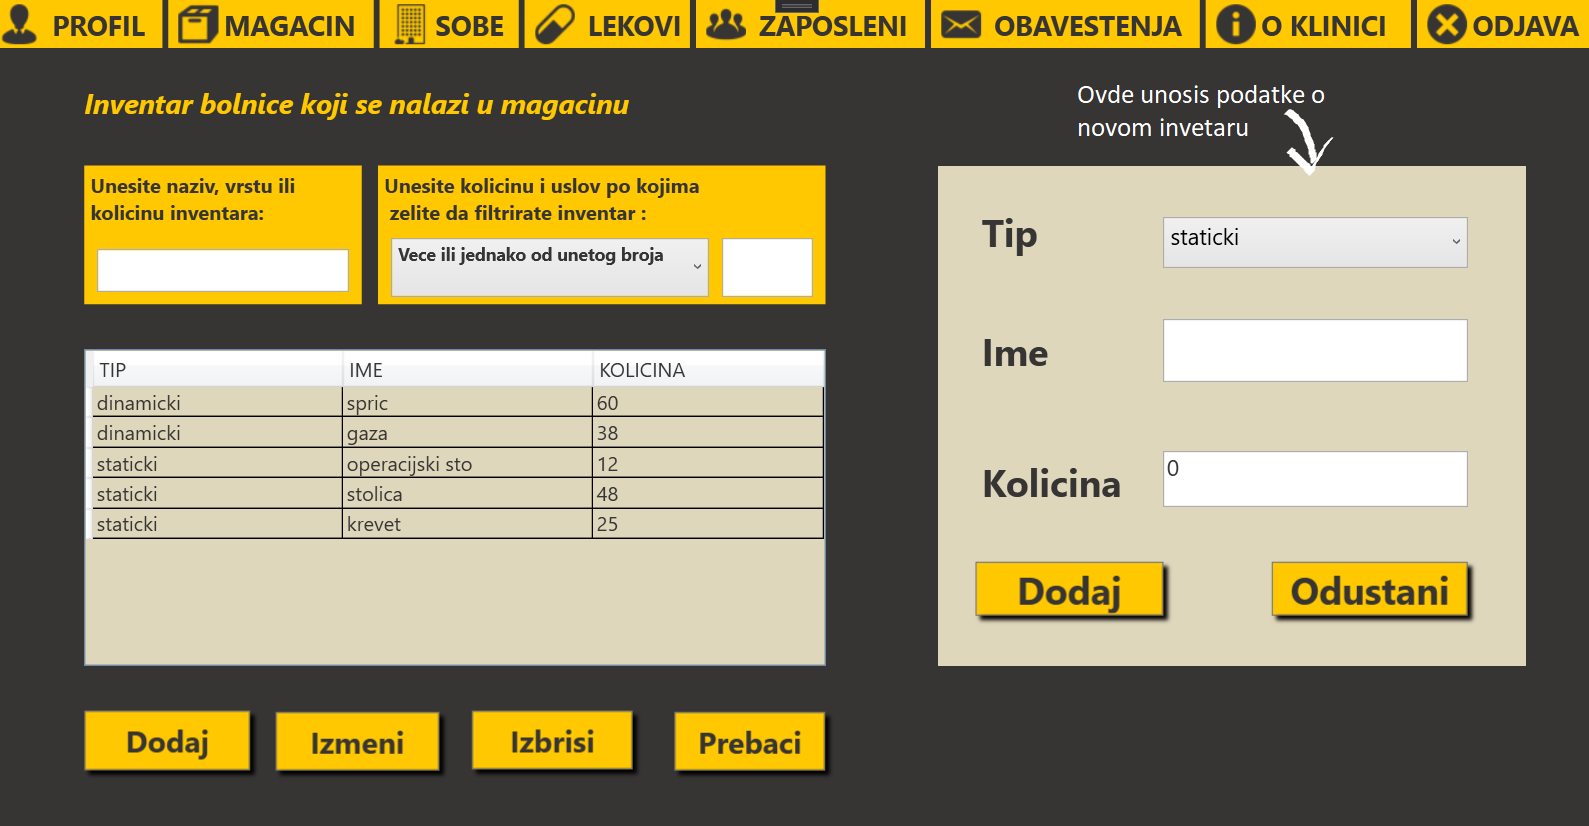 PROFIL MAGACIN SOBE LEKOVI ZAPOSLENI OBAVESTENJA O KLINICI ODJAVA
Inventar bolnice koji se nalazi u magacinu
Ovde unosis podatke o
novom invetaru
Unesite naziv, vrstu ili
kolicinu inventara:
Unesite kolicinu i uslov po kojima
zelite da filtrirate inventar :
Vece ili jednako od unetog broja
TIP IME KOLICINA
dinamicki spric 60
dinamicki gaza 38
staticki operacijski sto 12
staticki stolica 48
staticki krevet 25
Dodaj Izmeni Izbrisi Prebaci
Tip staticki
Ime
Kolicina 0
Dodaj Odustani